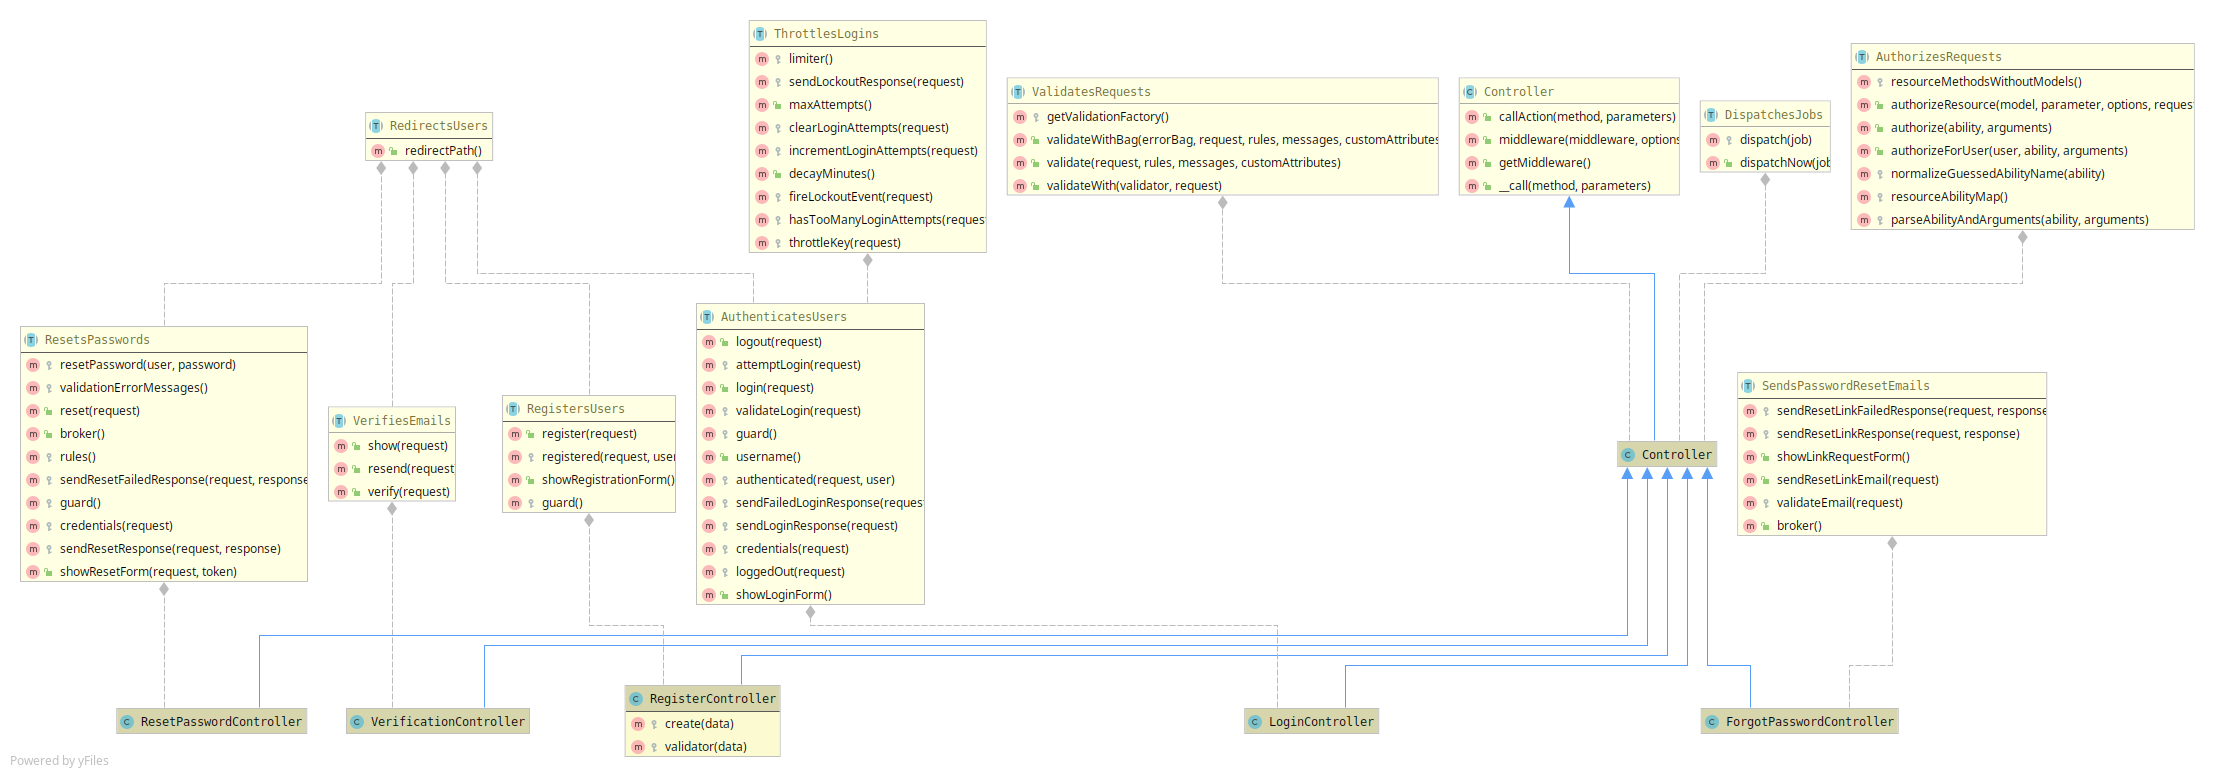 ThrottlesLogins
limiter()
sendLockoutResponse(request)
maxAttempts()
clearLoginAttempts(request)
incrementLoginAttempts(request)
decayMinutes()
fireLockoutEvent(request)
hasTooManyLoginAttempts(request
throttleKey(request)
ValidatesRequests
getValidationFactory()
validateWithBag(errorBag, request, rules, messages, customAttributes
validate(request, rules, messages, customAttributes)
validateWith(validator, request)
Controller
callAction(method, parameters)
middleware(middleware, options
getMiddleware()
__call(method, parameters)
DispatchesJobs
dispatch(job)
dispatchNow(job
AuthorizesRequests
resourceMethodsWithoutModels()
authorizeResource(model, parameter, options, request
authorize(ability, arguments)
authorizeForUser(user, ability, arguments)
normalizeGuessedAbilityName(ability)
resourceAbilityMap()
parseAbilityAndArguments(ability, arguments)
RedirectsUsers
redirectPath()
ResetsPasswords
resetPassword(user, password)
validationErrorMessages()
reset(request)
broker()
rules()
sendResetFailedResponse(request, response
guard()
credentials(request)
sendResetResponse(request, response)
showResetForm(request, token)
VerifiesEmails
show(request)
resend(request
verify(request)
RegistersUsers
register(request)
registered(request, user
showRegistrationForm()
guard()
AuthenticatesUsers
logout(request)
attemptLogin(request)
login(request)
validateLogin(request)
guard()
username()
authenticated(request, user)
sendFailedLoginResponse(request
sendLoginResponse(request)
credentials(request)
loggedOut(request)
showLoginForm()
Controller
SendsPasswordResetEmails
sendResetLinkFailedResponse(request, response
sendResetLinkResponse(request, response)
showLinkRequestForm()
sendResetLinkEmail(request)
validateEmail(request)
broker()
ResetPasswordController
VerificationController
RegisterController
create(data)
validator(data)
LoginController
ForgotPasswordController
Powered by yFiles